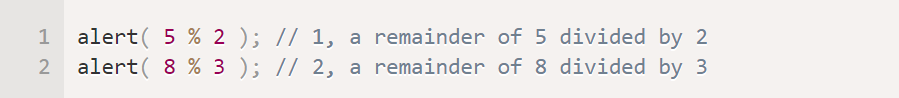 1 alert( 5 % 2 ); // 1, a remainder of 5 divided by 2
2 alert( 8 % 3 ); // 2, a remainder of 8 divided by 3